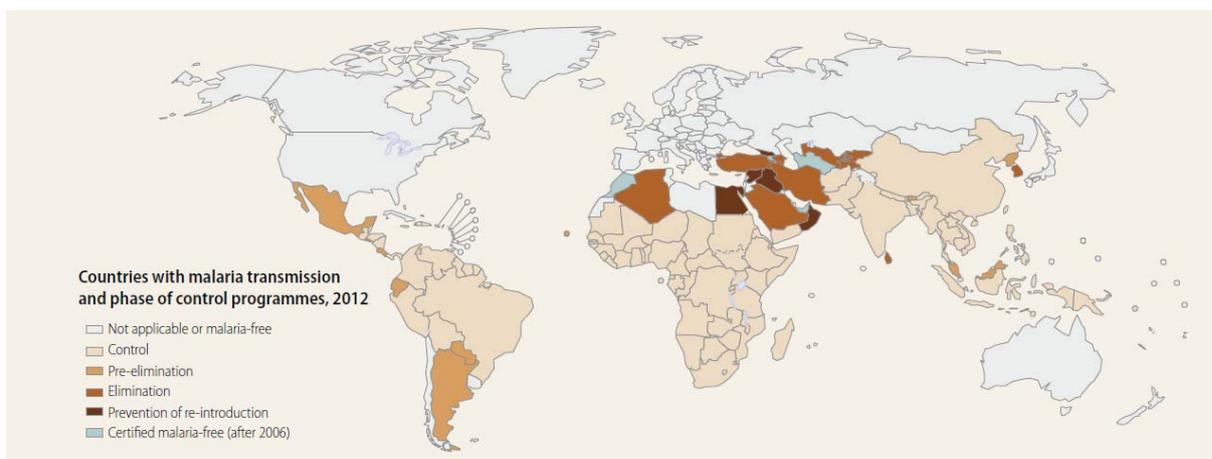 Countries with malaria transmission
and phase of control programmes, 2012
Not applicable or malaria-free
Control
Pre-elimination
Elimination
Prevention of re-introduction
Certified malaria-free (after 2006)